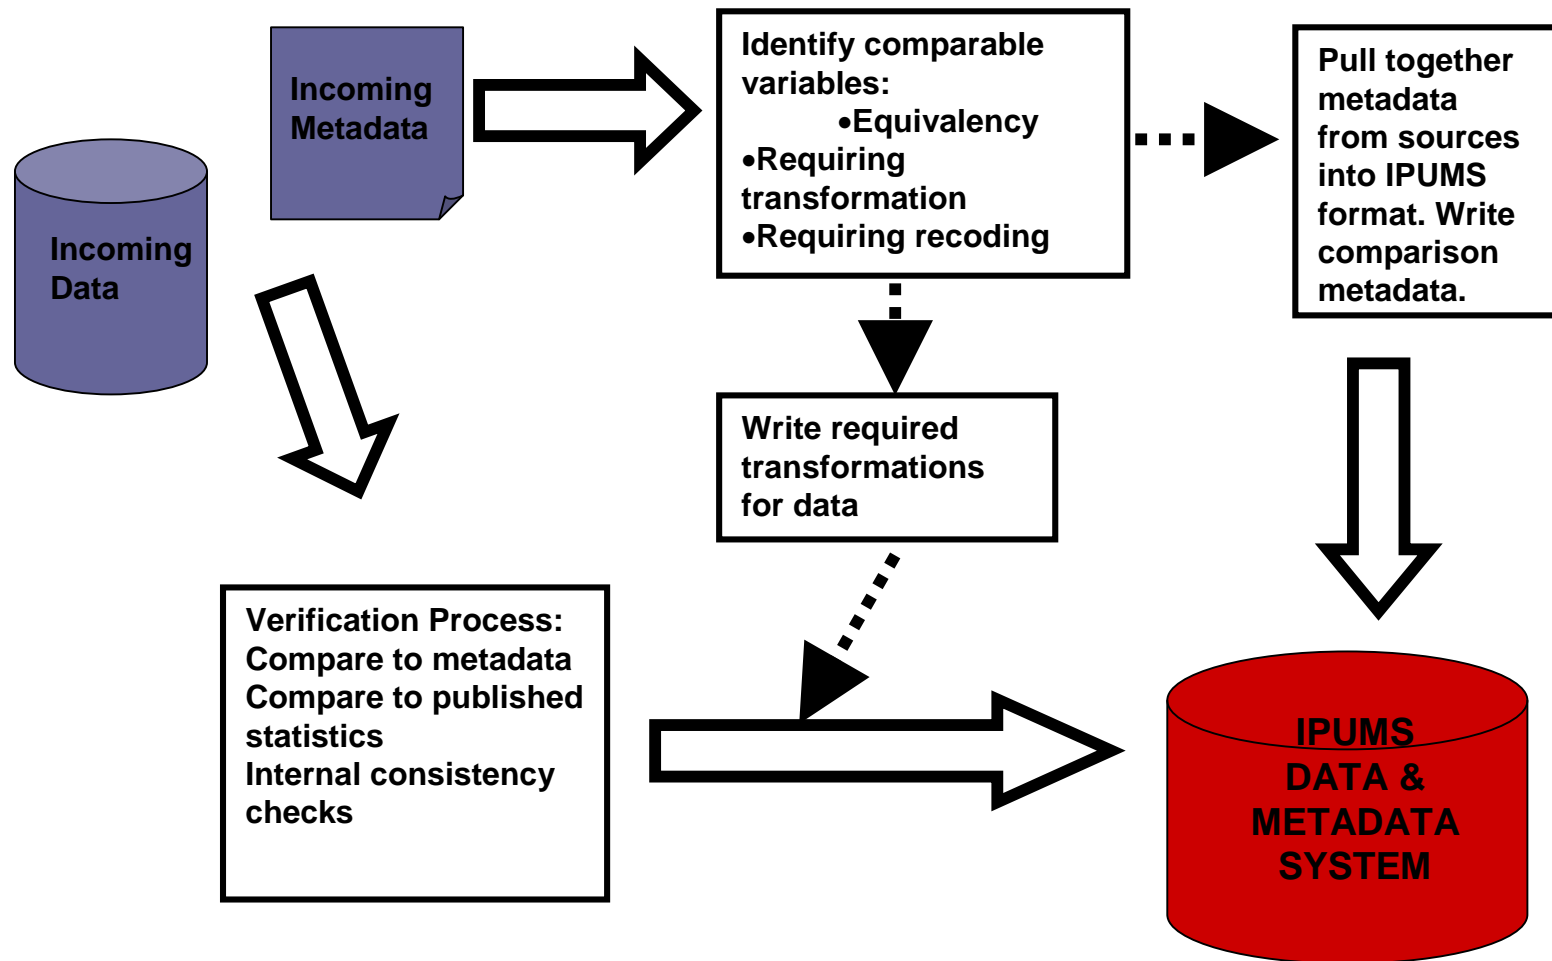 Incoming
Metadata
Incoming
Data
Identify comparable
variables:
•Equivalency
•Requiring
transformation
•Requiring recoding
Pull together
metadata
from sources
into IPUMS
format. Write
comparison
metadata.
Write required
transformations
for data
Verification Process:
Compare to metadata
Compare to published
statistics
Internal consistency
checks
IPUMS
DATA &
METADATA
SYSTEM